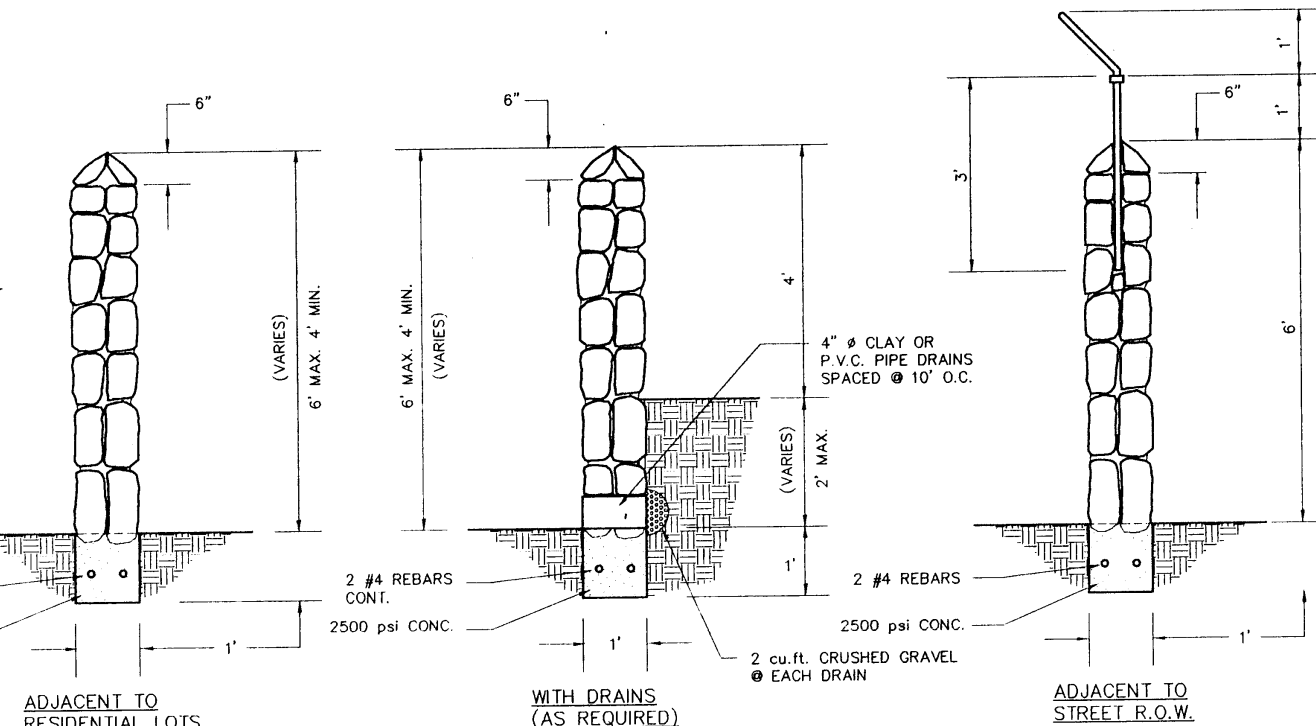 6"
(VARIES)
6' MAX. 4' MIN.
1'
ADJACENT TO
RESIDENTIAL LOTS
6"
6' MAX. 4' MIN.
(VARIES)
4'
4" ø CLAY OR
P.V.C. PIPE DRAINS
SPACED @ 10' O.C.
(VARIES)
2' MAX.
1'
2 #4 REBARS
CONT.
2500 psi CONC.
1'
2 cu.ft. CRUSHED GRAVEL
@ EACH DRAIN
WITH DRAINS
(AS REQUIRED)
1'
1'
6"
3'
6'
2 #4 REBARS
2500 psi CONC.
1'
ADJACENT TO
STREET R.O.W.